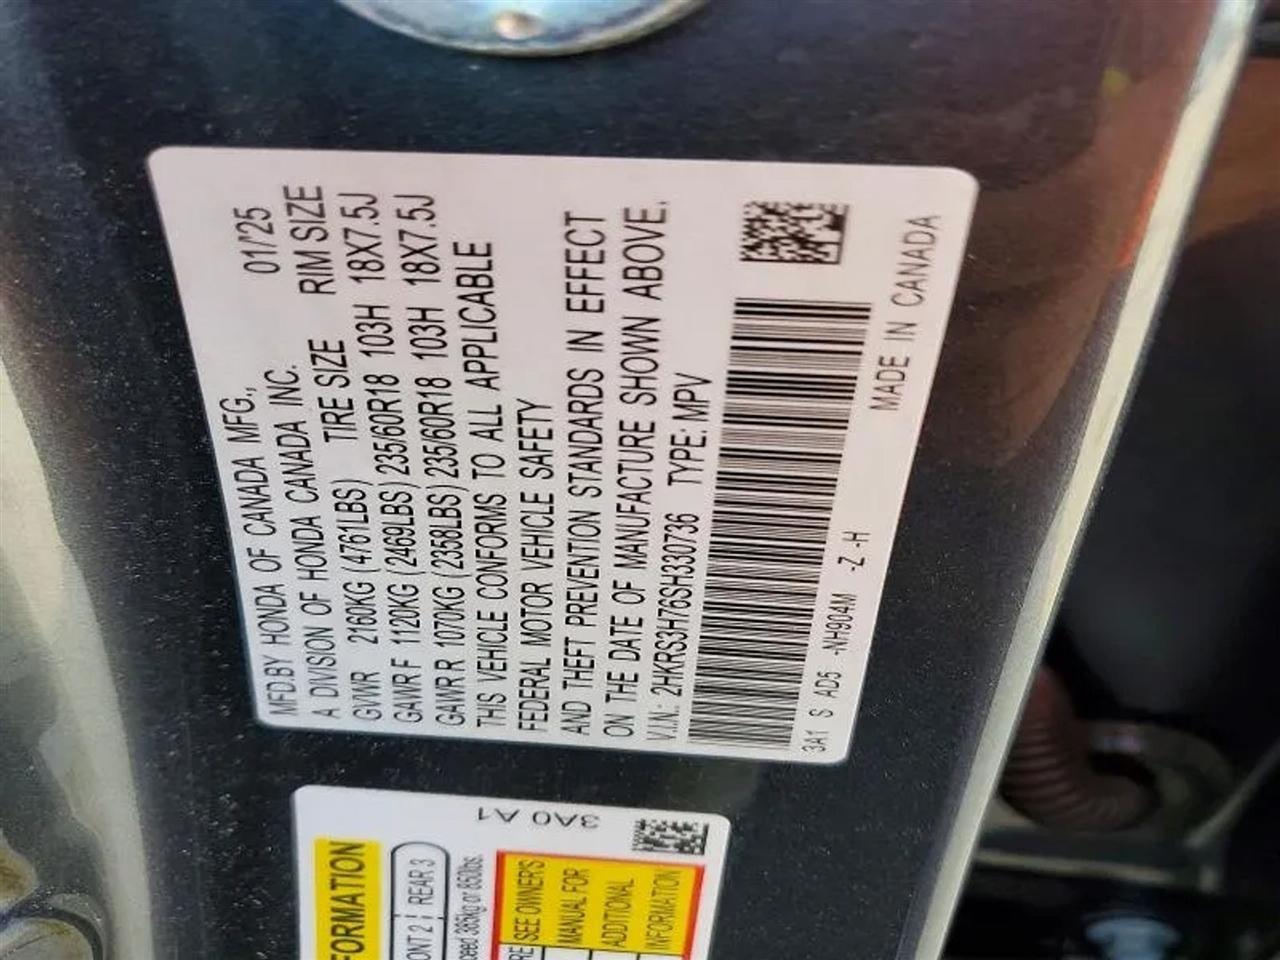 MFD.BY HONDA OF CANADA MFG., 01/'25
A DIVISION OF HONDA CANADA INC.
TIRE SIZE RIM SIZE
GVWR 2160KG (4761LBS)
GAWR F 1120KG (2469LBS) 235/60R18 103H 18X7.5J
GAWR R 1070KG (2358LBS) 235/60R18 103H 18X7.5J
THIS VEHICLE CONFORMS TO ALL APPLICABLE
FEDERAL MOTOR VEHICLE SAFETY
AND THEFT PREVENTION STANDARDS IN EFFECT
ON THE DATE OF MANUFACTURE SHOWN ABOVE.
V.I.N.: 2HKRS3H76SH330736 TYPE: MPV
3A1 S AD5 -NH904M -Z -H
MADE IN CANADA
3A0 A1
REAR 3
385kg or 850lbs.
SEE OWNER'S
MANUAL FOR
ADDITIONAL
INFORMATION